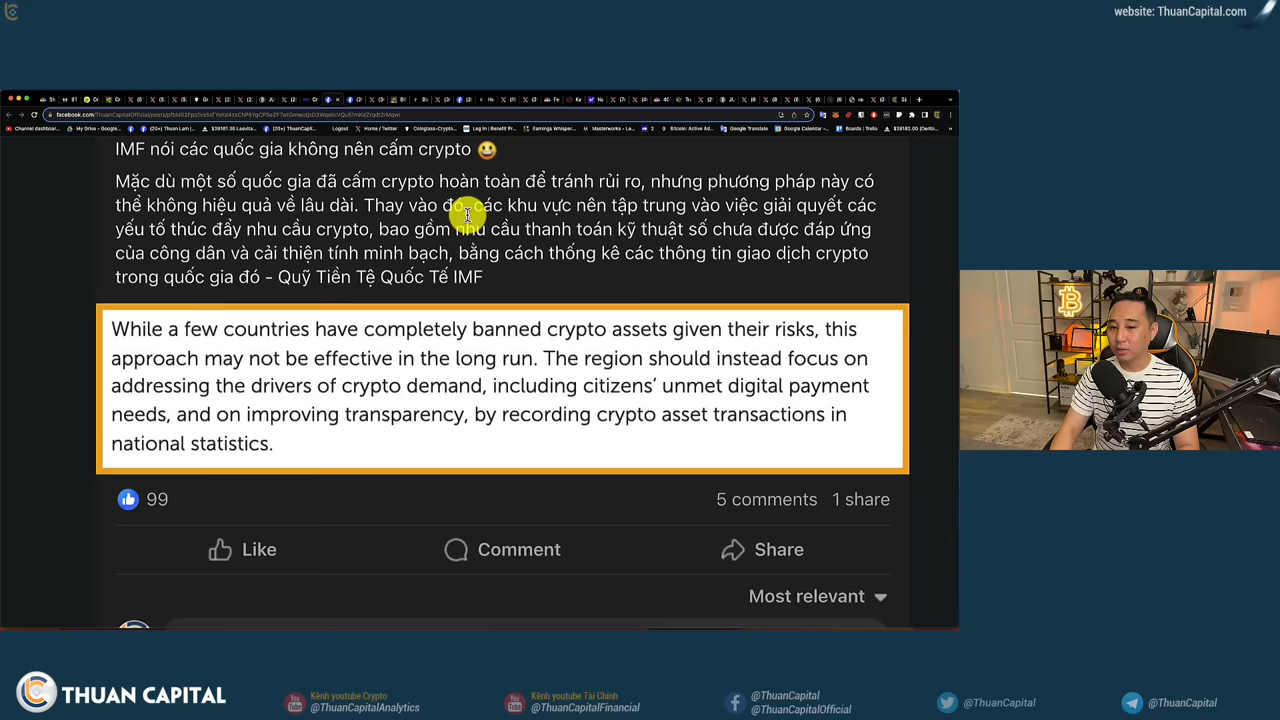 website: ThuanCapital.com
IMF nói các quốc gia không nên cấm crypto 😀
Mặc dù một số quốc gia đã cấm crypto hoàn toàn để tránh rủi ro, nhưng phương pháp này có
thể không hiệu quả về lâu dài. Thay vào đó, các khu vực nên tập trung vào việc giải quyết các
yếu tố thúc đẩy nhu cầu crypto, bao gồm nhu cầu thanh toán kỹ thuật số chưa được đáp ứng
của công dân và cải thiện tính minh bạch, bằng cách thống kê các thông tin giao dịch crypto
trong quốc gia đó - Quỹ Tiền Tệ Quốc Tế IMF
While a few countries have completely banned crypto assets given their risks, this
approach may not be effective in the long run. The region should instead focus on
addressing the drivers of crypto demand, including citizens’ unmet digital payment
needs, and on improving transparency, by recording crypto asset transactions in
national statistics.
99
5 comments 1 share
Like Comment Share
Most relevant
THUAN CAPITAL
Kênh youtube Crypto
@ThuanCapitalAnalytics
Kênh youtube Tài Chính
@ThuanCapitalFinancial
@ThuanCapital
@ThuanCapitalOfficial
@ThuanCapital
@ThuanCapital